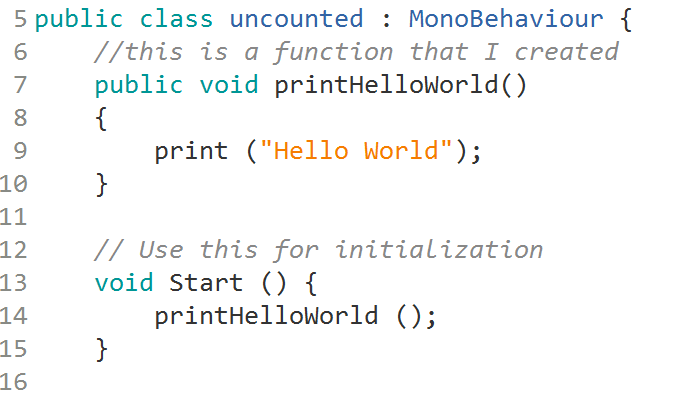 5 public class uncounted : MonoBehaviour {
6 //this is a function that I created
7 public void printHelloWorld()
8 {
9 print ("Hello World");
10 }
11
12 // Use this for initialization
13 void Start () {
14 printHelloWorld ();
15 }
16